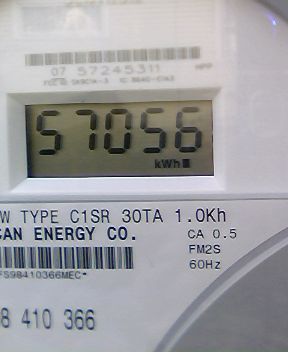 07 57245311
57056
kWh
W TYPE C1SR 30TA 1.0Kh
CAN ENERGY CO.
CA 0.5
FM2S
60Hz
FS98410366MEC*
8 410 366